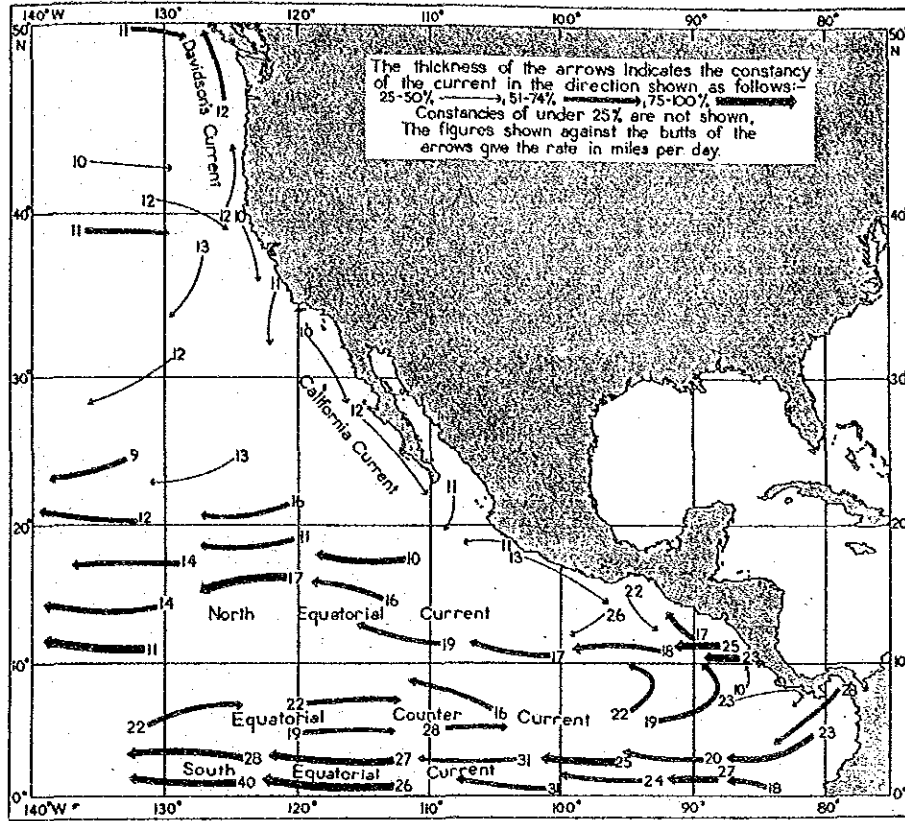 140°W 130° 120° 110° 100° 90° 80°
50° N
50° N
11
Davidson's Current
12
The thickness of the arrows indicates the constancy
of the current in the direction shown as follows:-
25-50% , 51-74% , 75-100%
Constancies of under 25% are not shown.
The figures shown against the butts of the
arrows give the rate in miles per day.
10
12
12 10
40° 40°
11
13
11
10
12
30° 30°
12
California Current
9 13
11
16
12
20° 20°
11 11
13
10
14
17
22
16 26
14
North Equatorial Current
17
19 18 25
11 17 23
10° 10°
10
28
22 16 22 19 23
22
Equatorial Counter Current
19 28
23
28 27 31 25 20
South Equatorial Current
40 26 31 24 27 18
0° 0°
140°W 130° 120° 110° 100° 90° 80°